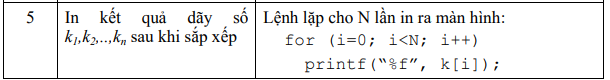 5
In kết quả dãy số
k1,k2,..,kn sau khi sắp xếp
Lệnh lặp cho N lần in ra màn hình:
for (i=0; i<N; i++)
printf(“%f”, k[i]);